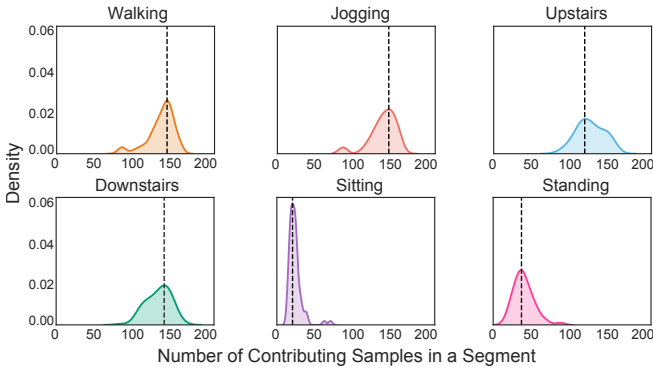 Walking Jogging Upstairs
0.06
0.04
0.02
0.00
0 50 100 150 200 0 50 100 150 200 0 50 100 150 200
Density
Downstairs Sitting Standing
0.06
0.04
0.02
0.00
0 50 100 150 200 0 50 100 150 200 0 50 100 150 200
Number of Contributing Samples in a Segment